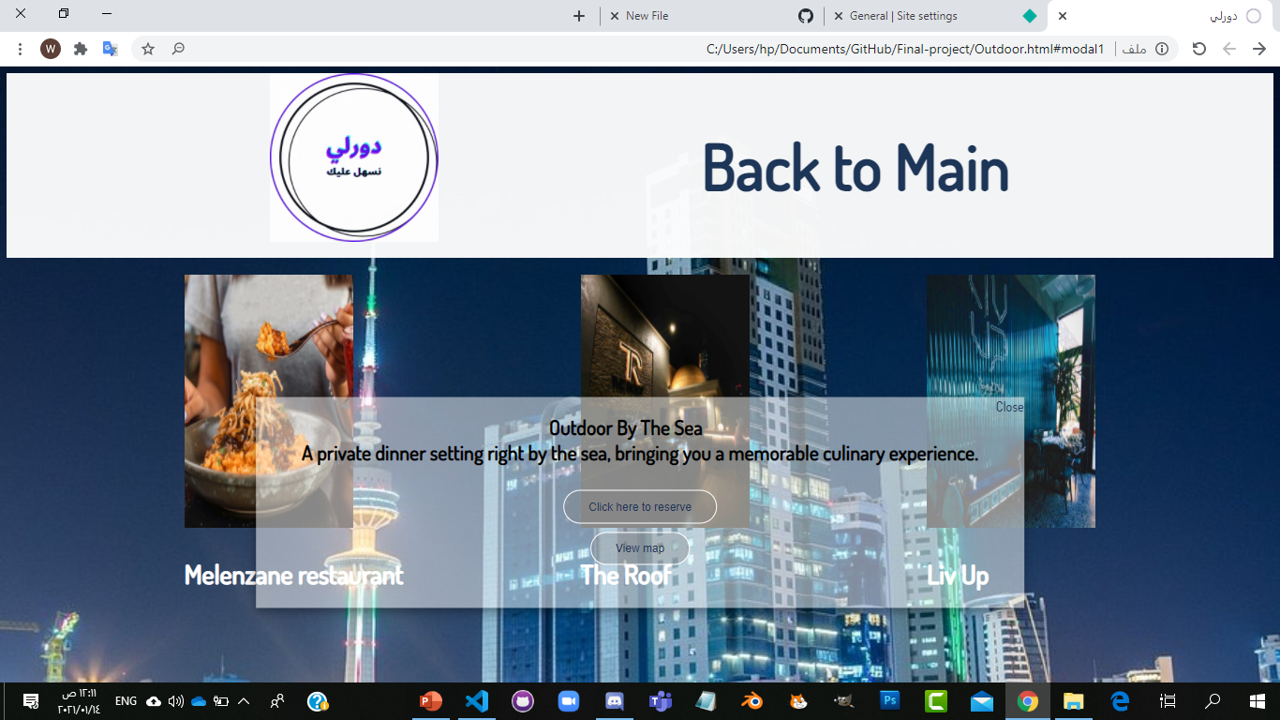 دورلي
General | Site settings
New File
C:/Users/hp/Documents/GitHub/Final-project/Outdoor.html#modal1
ملف
W
دورلي
نسهل عليك
Back to Main
Close
Outdoor By The Sea
A private dinner setting right by the sea, bringing you a memorable culinary experience.
Click here to reserve
View map
Melenzane restaurant
The Roof
Liv Up
ENG
١٢:١١ ص
٢٠٢١/٠١/١٤